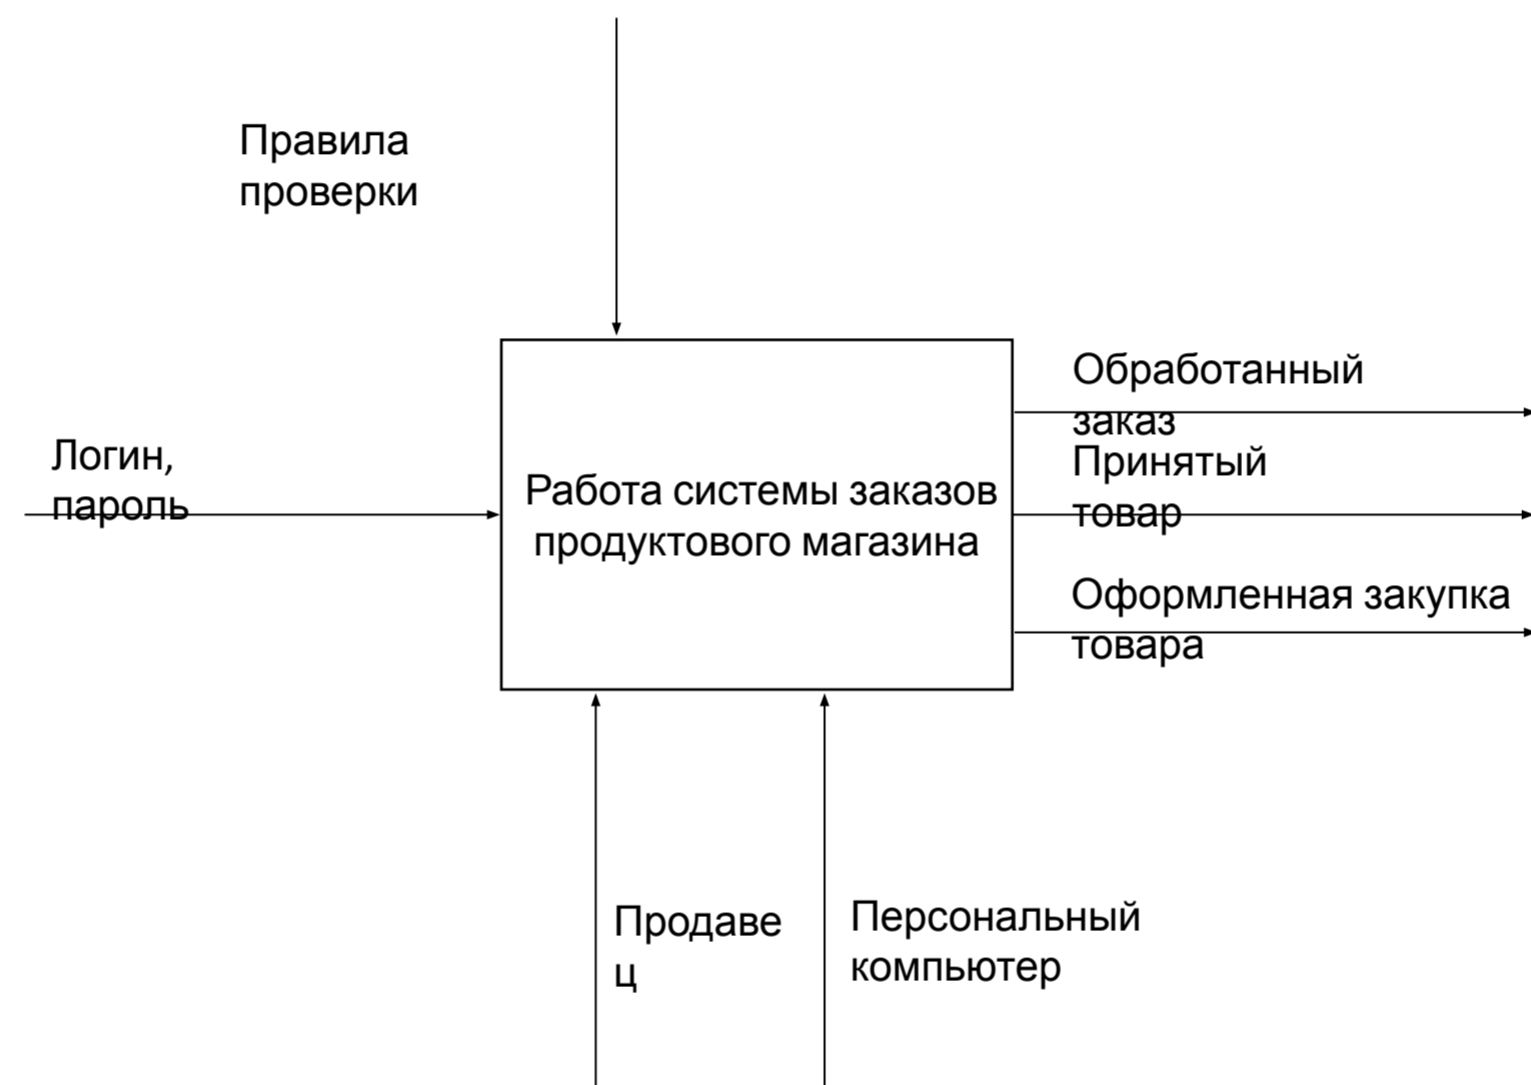 Правила
проверки
Обработанный
заказ
Логин,
пароль
Принятый
товар
Работа системы заказов
продуктового магазина
Оформленная закупка
товара
Продаве
ц
Персональный
компьютер